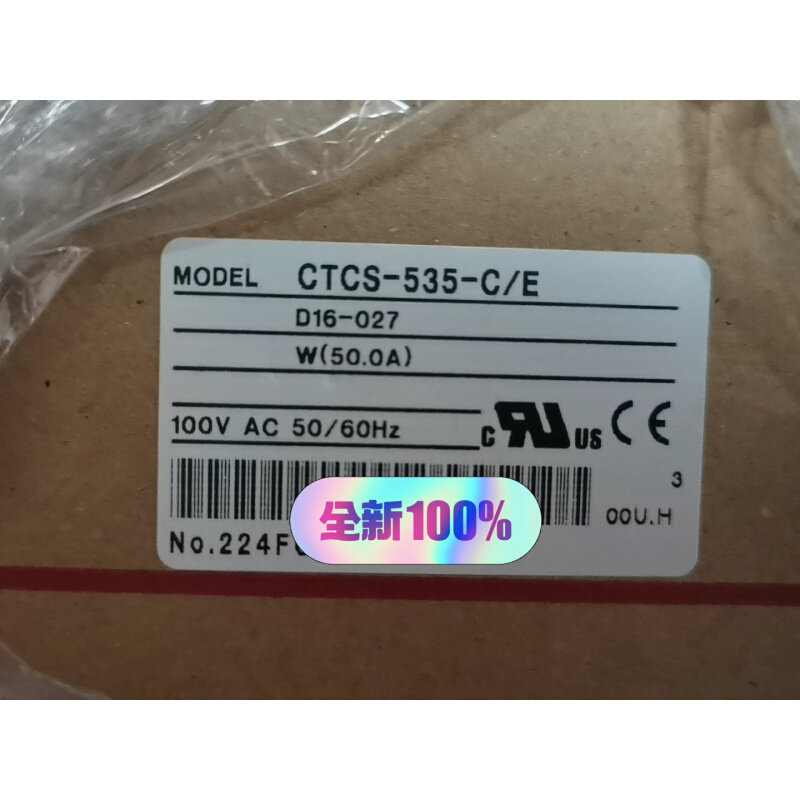 MODEL CTCS-535-C/E
D16-027
W(50.0A)
100V AC 50/60Hz
c RU US CE
3
00U.H
No.224F
全新100%